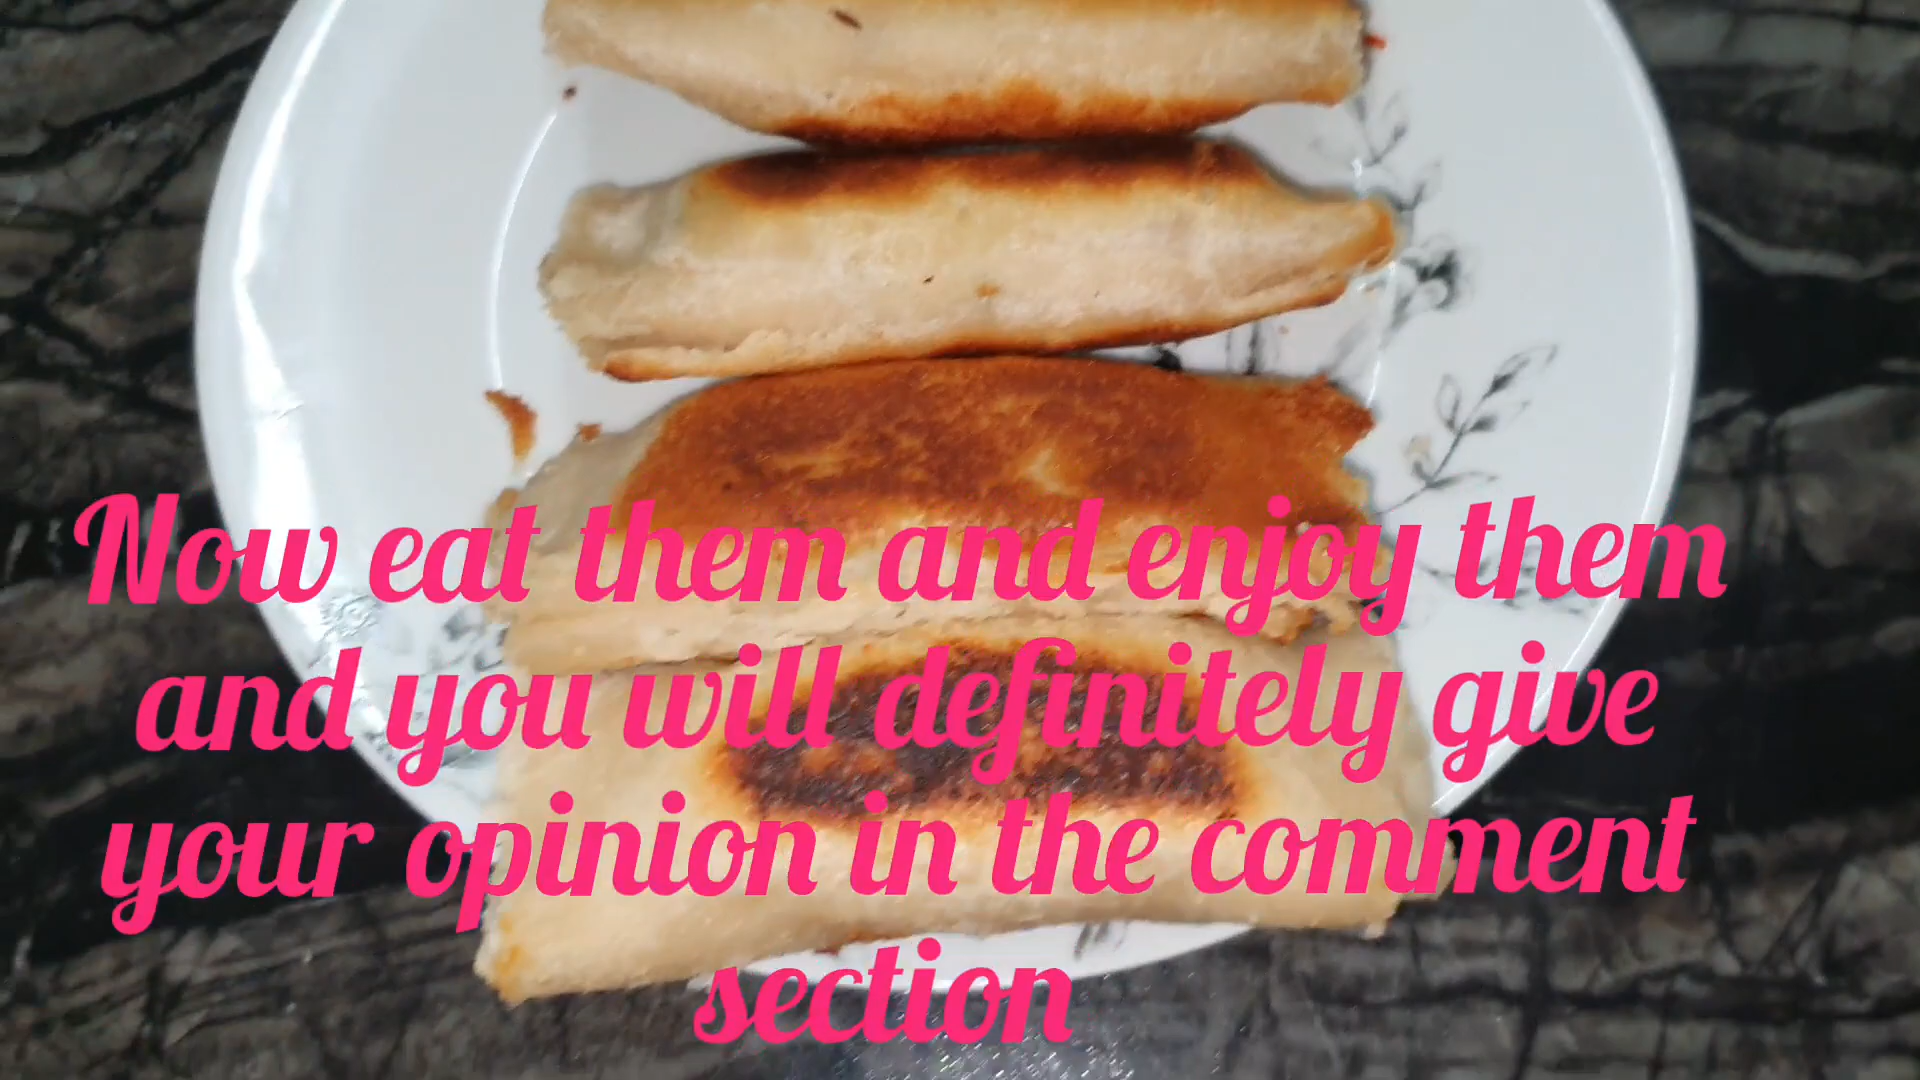 Now eat them and enjoy them
and you will definitely give
your opinion in the comment
section